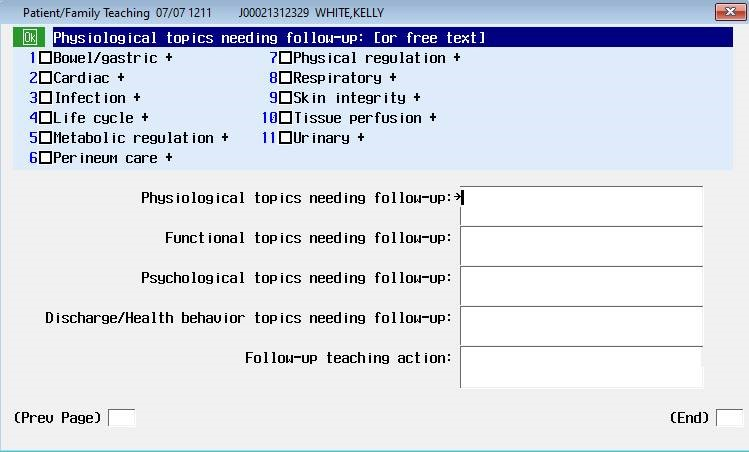 Patient/Family Teaching 07/07 1211 J00021312329 WHITE,KELLY
Ok Physiological topics needing follow-up: [or free text]
1 Bowel/gastric + 7 Physical regulation +
2 Cardiac + 8 Respiratory +
3 Infection + 9 Skin integrity +
4 Life cycle + 10 Tissue perfusion +
5 Metabolic regulation + 11 Urinary +
6 Perineum care +
Physiological topics needing follow-up:→
Functional topics needing follow-up:
Psychological topics needing follow-up:
Discharge/Health behavior topics needing follow-up:
Follow-up teaching action:
(Prev Page) (End)